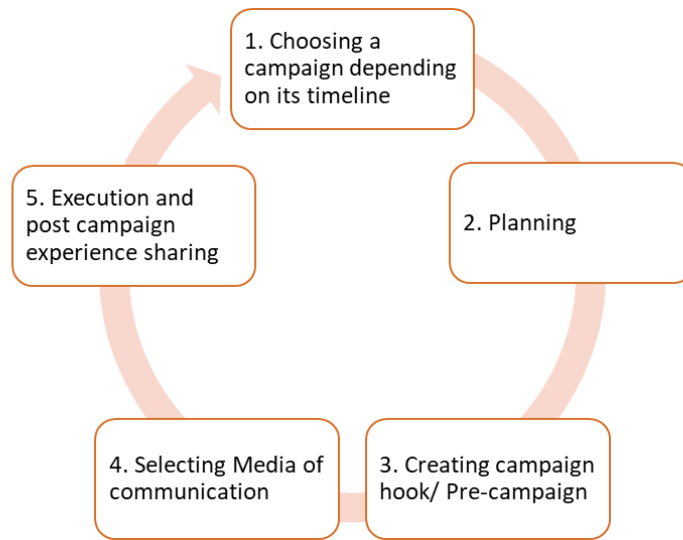 1. Choosing a
campaign depending
on its timeline
2. Planning
3. Creating campaign
hook/ Pre-campaign
4. Selecting Media of
communication
5. Execution and
post campaign
experience sharing